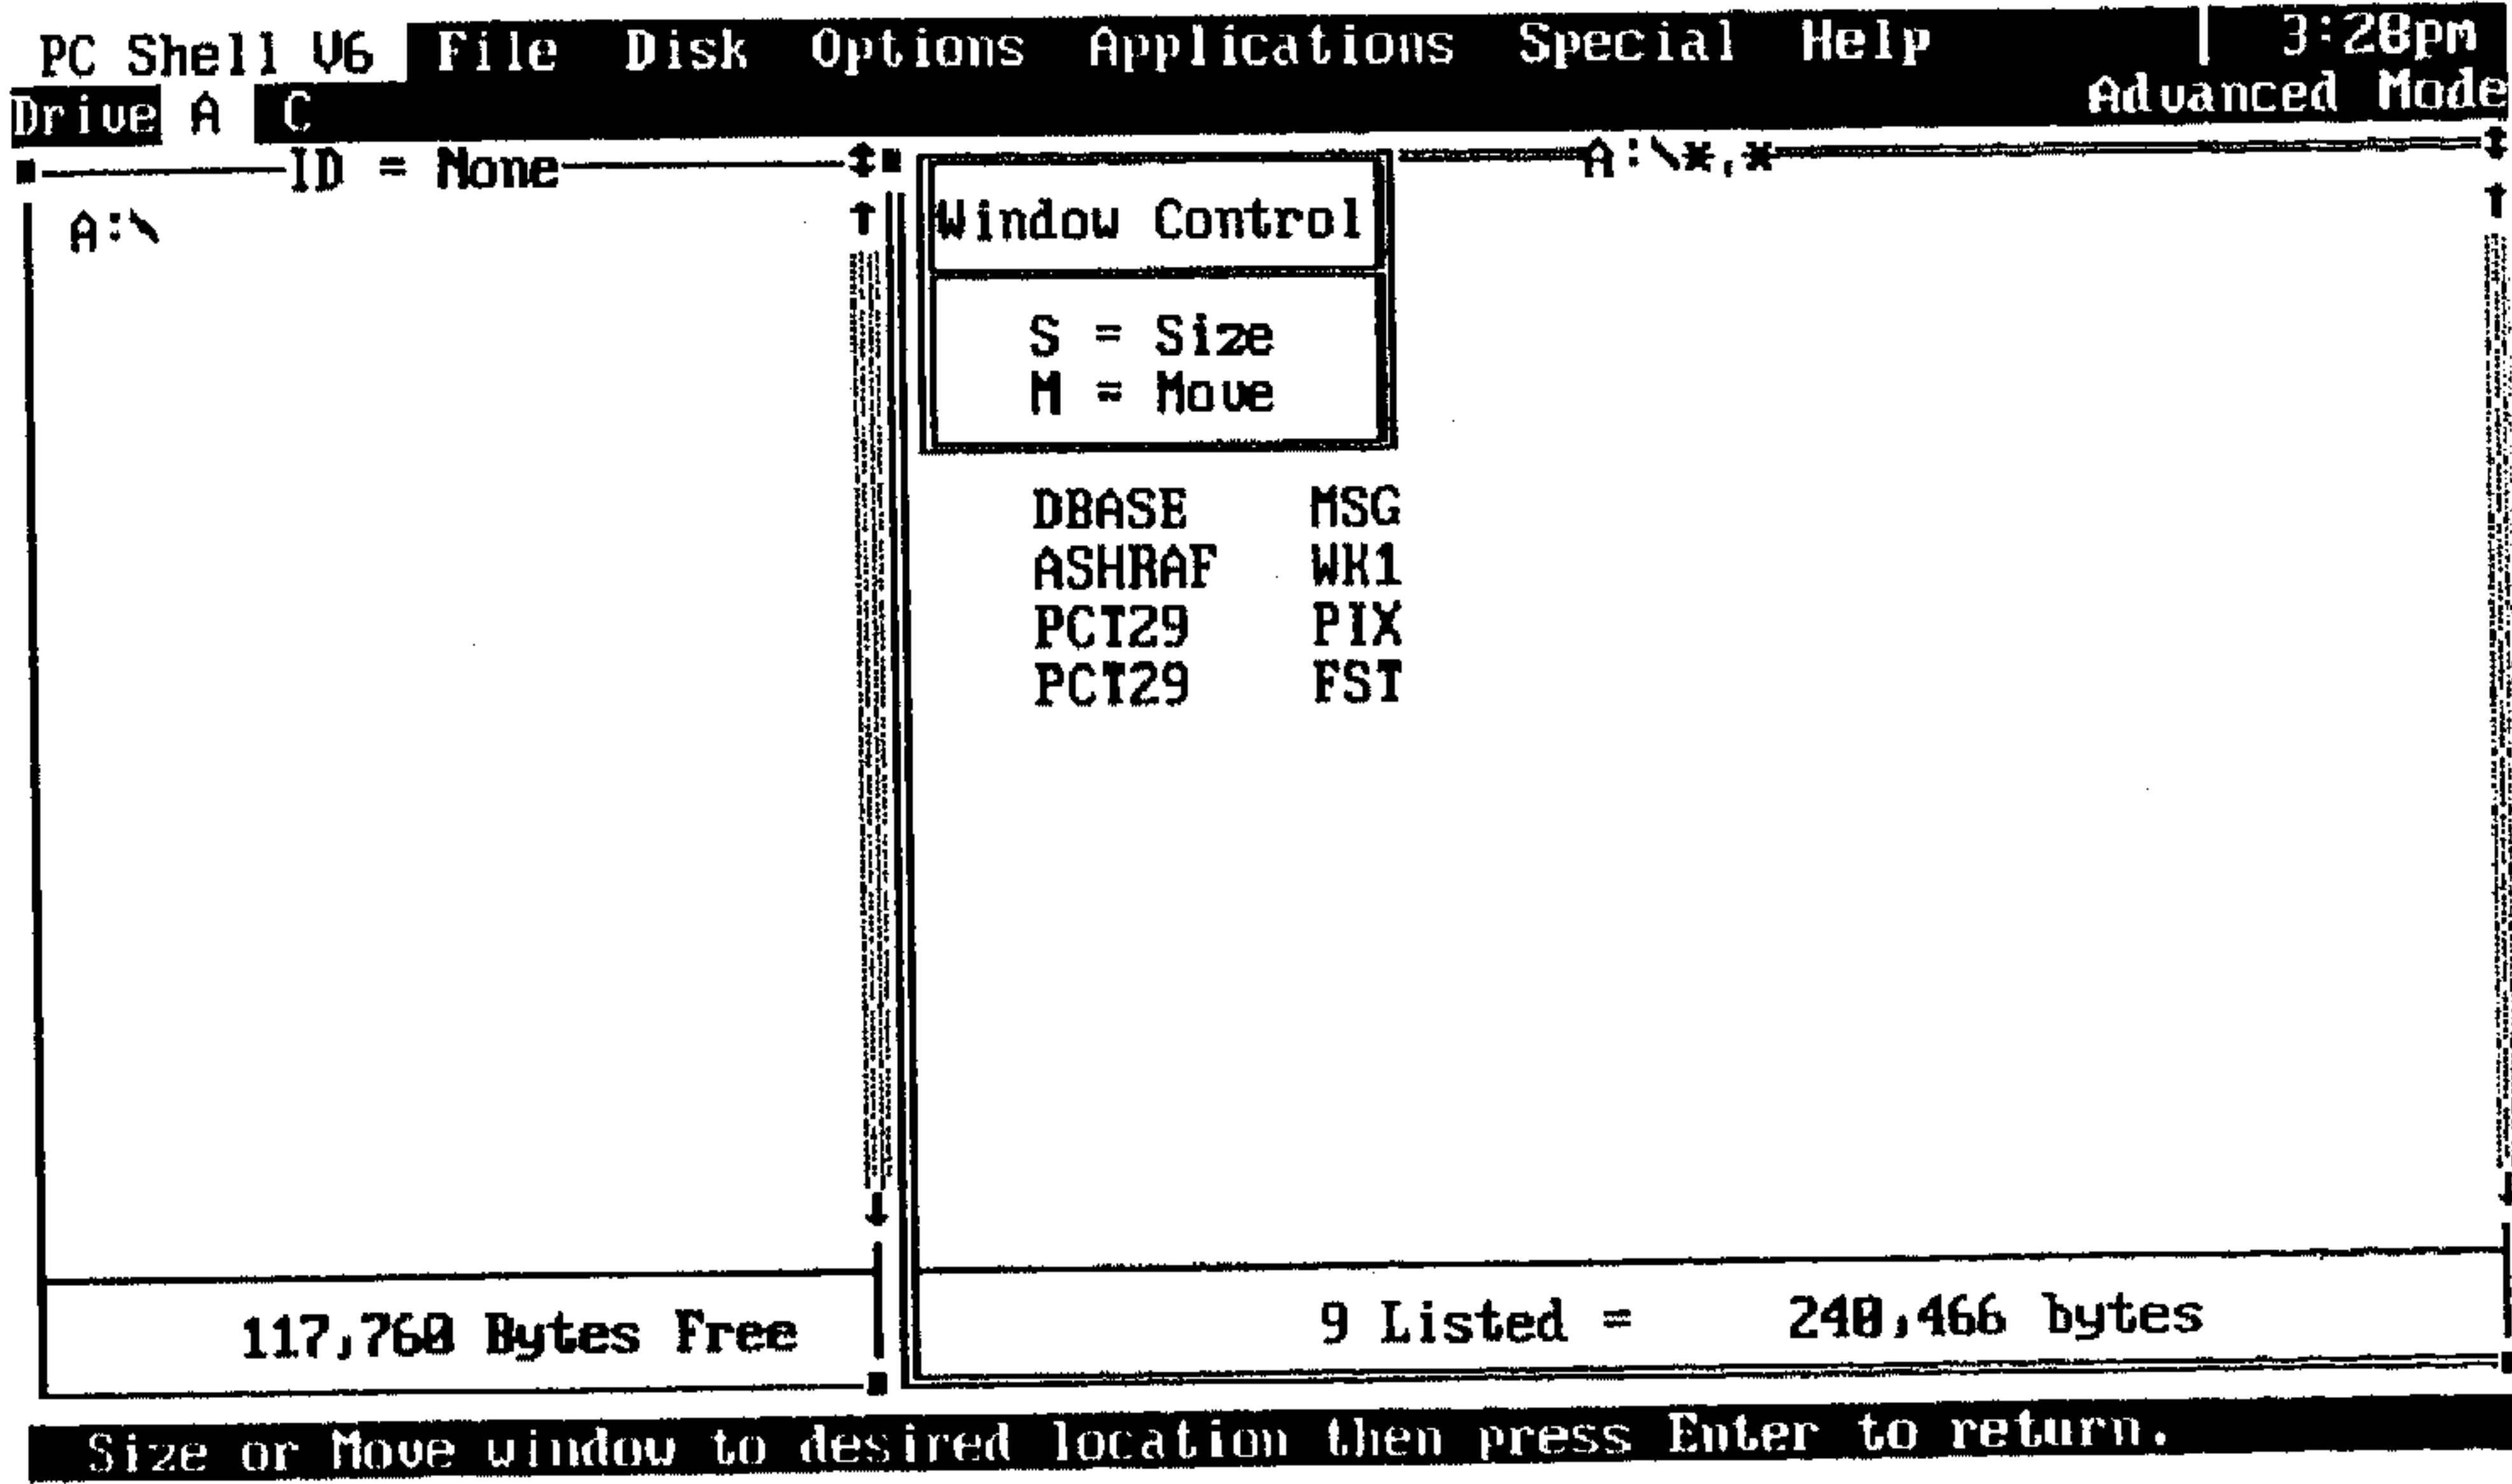 PC Shell V6 File Disk Options Applications Special Help 3:28pm
Drive A C Advanced Mode
ID = None A:\*.*
A:\
Window Control
S = Size
M = Move
DBASE MSG
ASHRAF WK1
PCT29 PIX
PCT29 FST
117,760 Bytes Free 9 Listed = 240,466 bytes
Size or Move window to desired location then press Enter to return.